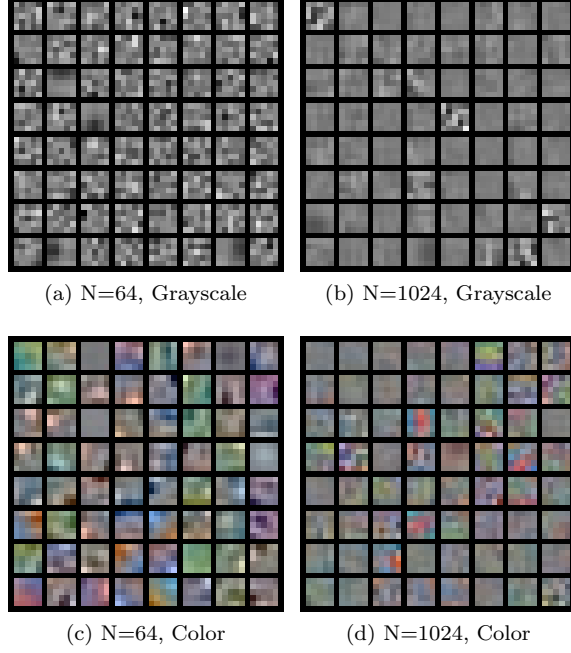 (a) N=64, Grayscale
(b) N=1024, Grayscale
(c) N=64, Color
(d) N=1024, Color